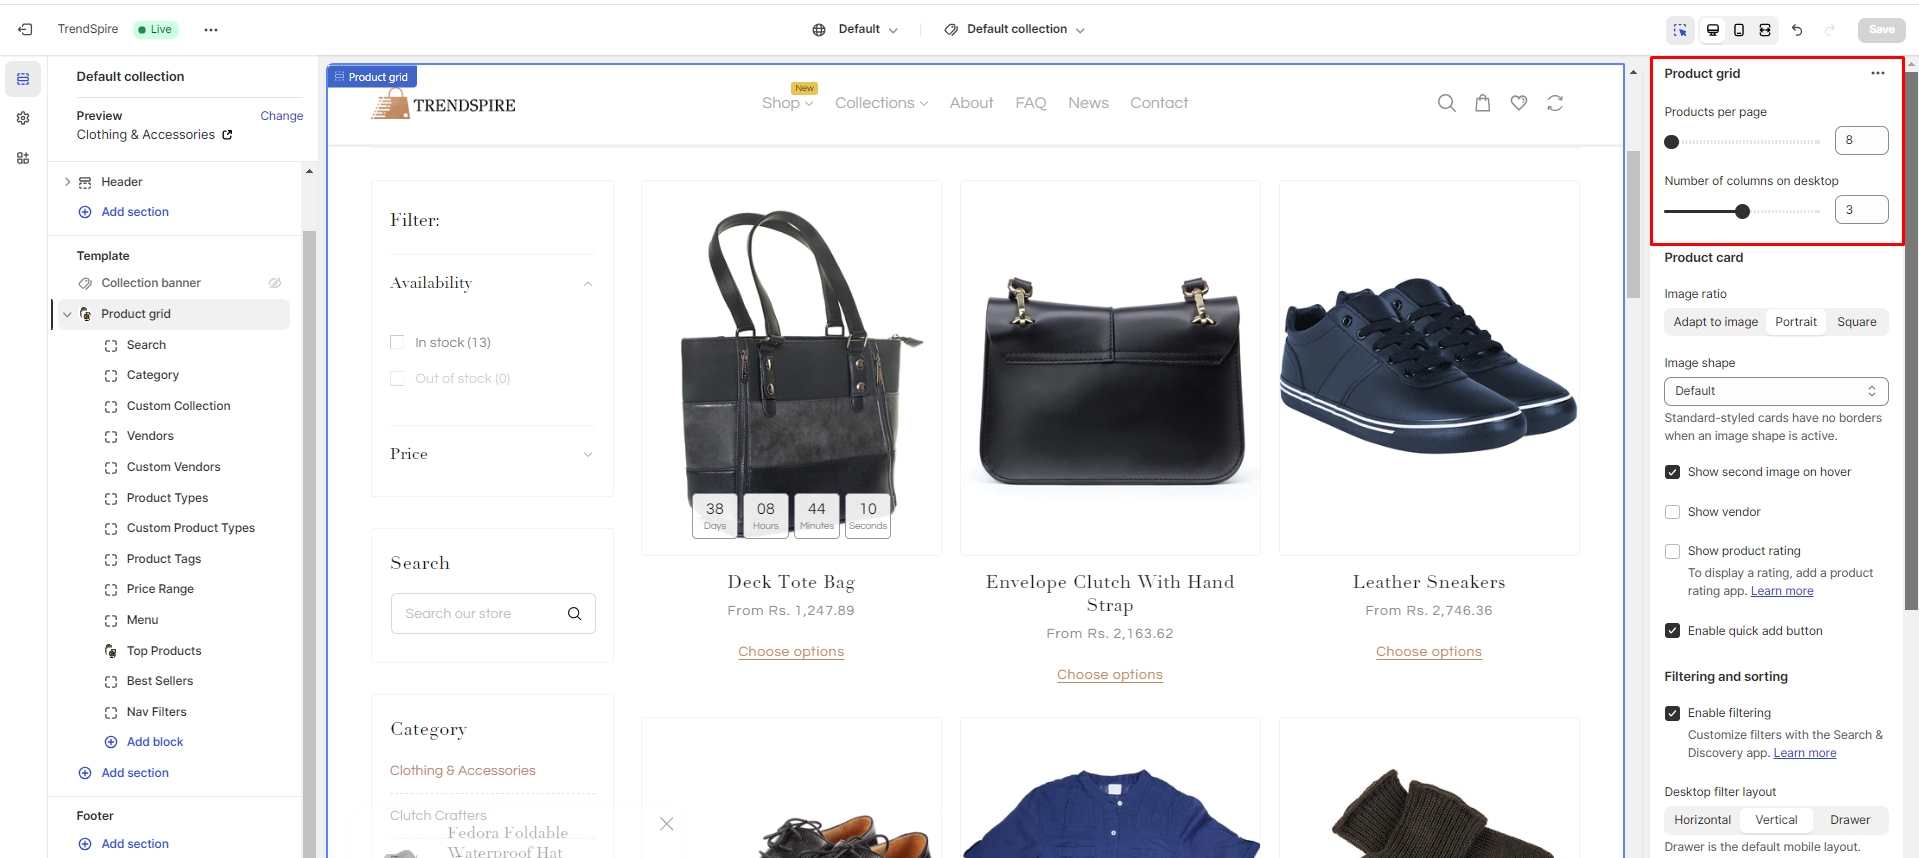 TrendSpire
Live
Default
Default collection
Save
Default collection
Preview
Change
Clothing & Accessories
Header
Add section
Template
Collection banner
Product grid
Search
Category
Custom Collection
Vendors
Custom Vendors
Product Types
Custom Product Types
Product Tags
Price Range
Menu
Top Products
Best Sellers
Nav Filters
Add block
Add section
Footer
Add section
Product grid
TRENDSPIRE
New
Shop
Collections
About
FAQ
News
Contact
Filter:
Availability
In stock (13)
Out of stock (0)
Price
Search
Search our store
Category
Clothing & Accessories
Clutch Crafters
Fedora Foldable
Waterproof Hat
38
Days
08
Hours
44
Minutes
10
Seconds
Deck Tote Bag
From Rs. 1,247.89
Choose options
Envelope Clutch With Hand
Strap
From Rs. 2,163.62
Choose options
Leather Sneakers
From Rs. 2,746.36
Choose options
Product grid
Products per page
8
Number of columns on desktop
3
Product card
Image ratio
Adapt to image
Portrait
Square
Image shape
Default
Standard-styled cards have no borders
when an image shape is active.
Show second image on hover
Show vendor
Show product rating
To display a rating, add a product
rating app. Learn more
Enable quick add button
Filtering and sorting
Enable filtering
Customize filters with the Search &
Discovery app. Learn more
Desktop filter layout
Horizontal
Vertical
Drawer
Drawer is the default mobile layout.